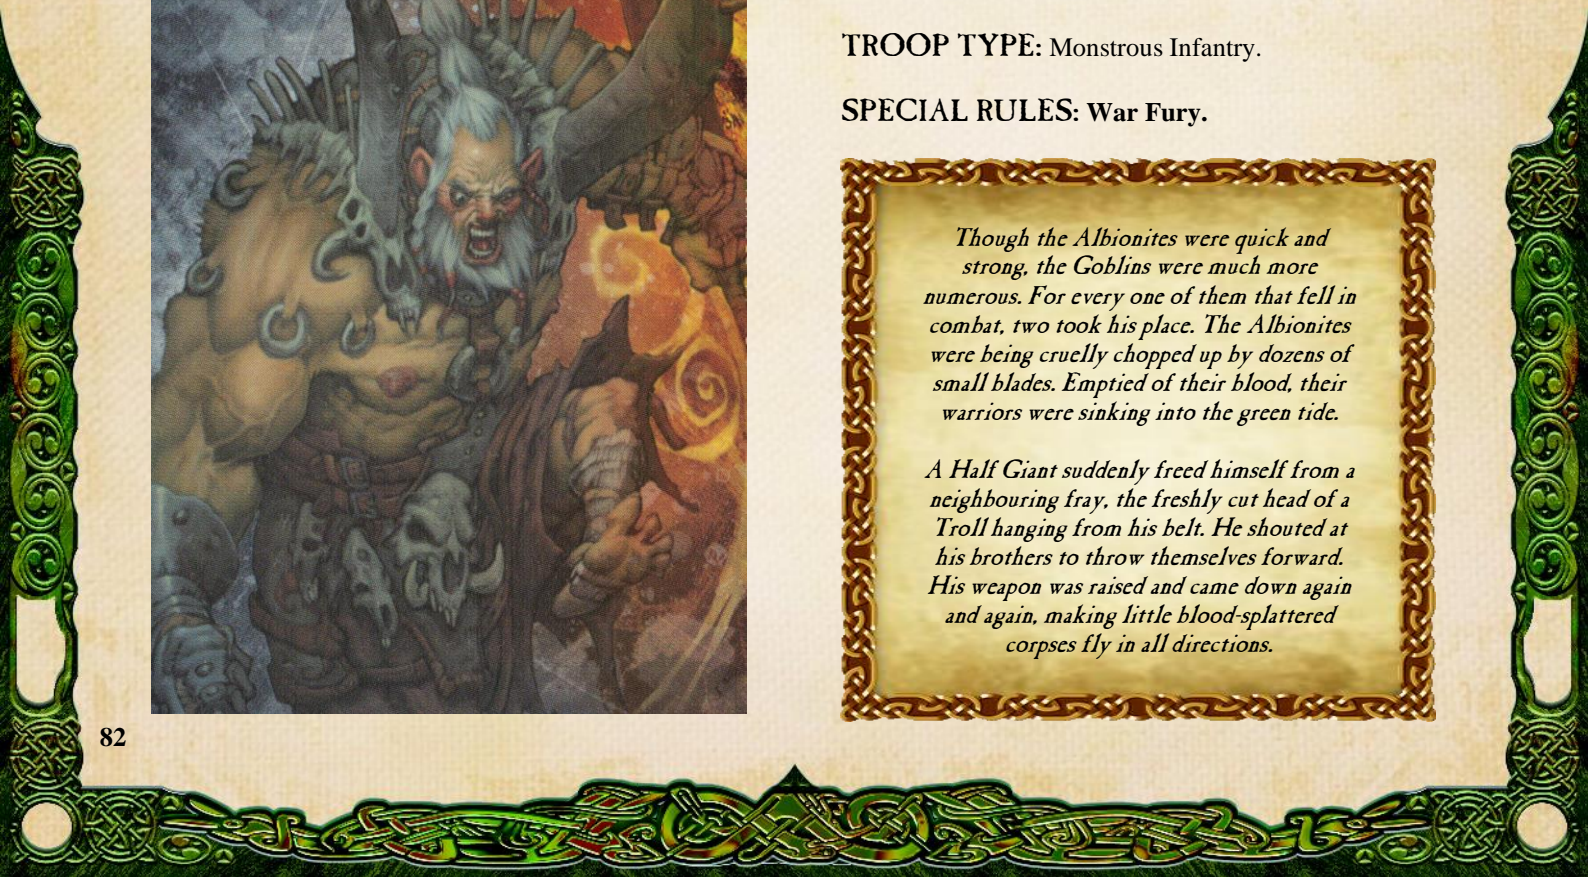 TROOP TYPE: Monstrous Infantry.
SPECIAL RULES: War Fury.
Though the Albionites were quick and
strong, the Goblins were much more
numerous. For every one of them that fell in
combat, two took his place. The Albionites
were being cruelly chopped up by dozens of
small blades. Emptied of their blood, their
warriors were sinking into the green tide.
A Half Giant suddenly freed himself from a
neighbouring fray, the freshly cut head of a
Troll hanging from his belt. He shouted at
his brothers to throw themselves forward.
His weapon was raised and came down again
and again, making little blood-splattered
corpses fly in all directions.
82